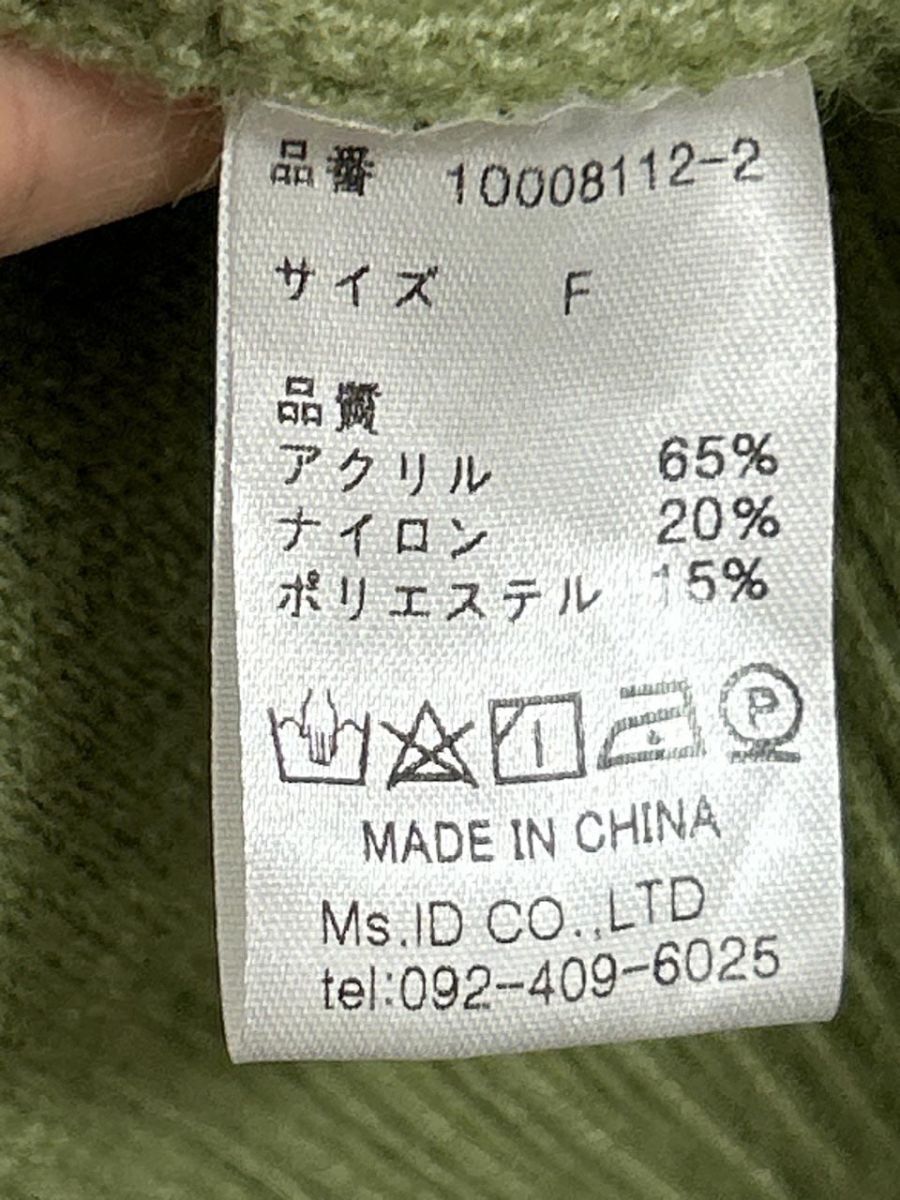 品番 10008112-2
サイズ F
品質
アクリル 65%
ナイロン 20%
ポリエステル 15%
P
MADE IN CHINA
Ms.ID CO.,LTD
tel:092-409-6025